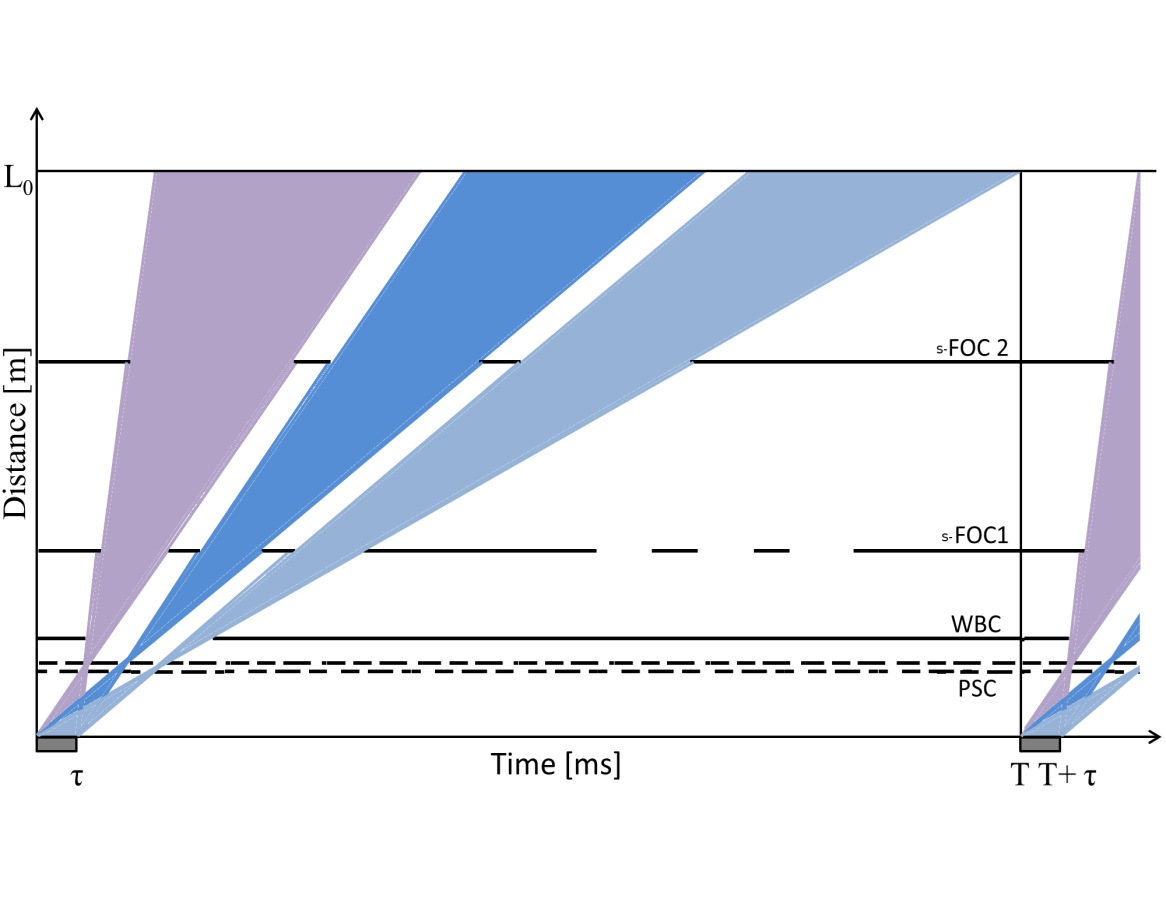 L0
Distance [m]
s-FOC 2
s-FOC1
WBC
PSC
Time [ms]
τ
T T+ τ